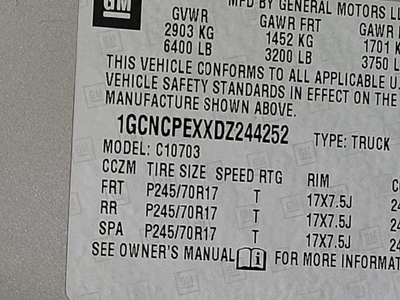 GM
MFD BY GENERAL MOTORS LL
GVWR GAWR FRT GAWR
2903 KG 1452 KG 1701 K
6400 LB 3200 LB 3750 L
THIS VEHICLE CONFORMS TO ALL APPLICABLE U.
VEHICLE SAFETY STANDARDS IN EFFECT ON THE
MANUFACTURE SHOWN ABOVE.
1GCNCPEXXDZ244252 TYPE: TRUCK
MODEL: C10703
CCZM TIRE SIZE SPEED RTG RIM
FRT P245/70R17 T 17X7.5J 24
RR P245/70R17 T 17X7.5J 24
SPA P245/70R17 T 17X7.5J 24
SEE OWNER'S MANUAL i FOR MORE INFORMAT